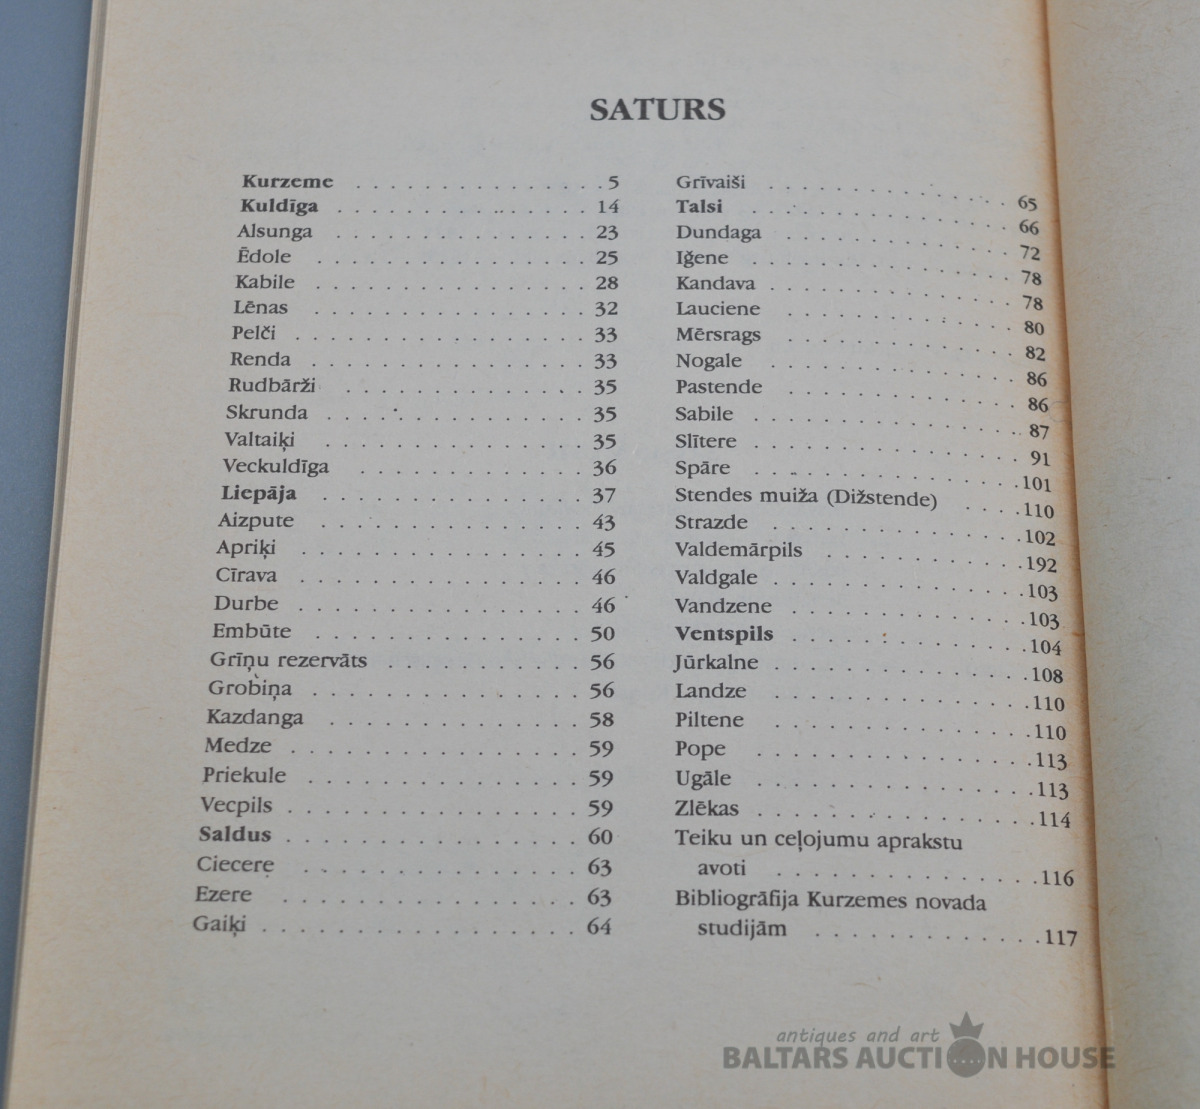 SATURS
Kurzeme . . . . . . . . . . . . . . . 5
Kuldīga . . . . . . . . . . . . . . . 14
Alsunga . . . . . . . . . . . . . . 23
Ēdole . . . . . . . . . . . . . . . 25
Kabile . . . . . . . . . . . . . . . 28
Lēnas . . . . . . . . . . . . . . . 32
Pelči . . . . . . . . . . . . . . . 33
Renda . . . . . . . . . . . . . . . 33
Rudbārži . . . . . . . . . . . . . . 35
Skrunda . . . . . . . . . . . . . . 35
Valtaiķi . . . . . . . . . . . . . . 35
Veckuldīga . . . . . . . . . . . . . 36
Liepāja . . . . . . . . . . . . . . . 37
Aizpute . . . . . . . . . . . . . . 43
Apriķi . . . . . . . . . . . . . . . 45
Cīrava . . . . . . . . . . . . . . . 46
Durbe . . . . . . . . . . . . . . . 46
Embūte . . . . . . . . . . . . . . 50
Grīņu rezervāts . . . . . . . . . . . 56
Grobiņa . . . . . . . . . . . . . . 56
Kazdanga . . . . . . . . . . . . . . 58
Medze . . . . . . . . . . . . . . . 59
Priekule . . . . . . . . . . . . . . 59
Vecpils . . . . . . . . . . . . . . . 59
Saldus . . . . . . . . . . . . . . . 60
Ciecere . . . . . . . . . . . . . . . 63
Ezere . . . . . . . . . . . . . . . 63
Gaiķi . . . . . . . . . . . . . . . . 64
Grīvaiši . . . . . . . . . . . . . . 65
Talsi . . . . . . . . . . . . . . . 66
Dundaga . . . . . . . . . . . . . 72
Iģene . . . . . . . . . . . . . . . 78
Kandava . . . . . . . . . . . . . 78
Lauciene . . . . . . . . . . . . . 80
Mērsrags . . . . . . . . . . . . . 82
Nogale . . . . . . . . . . . . . . 86
Pastende . . . . . . . . . . . . . 86
Sabile . . . . . . . . . . . . . . . 87
Slītere . . . . . . . . . . . . . . 91
Spāre . . . . . . . . . . . . . . . 101
Stendes muiža (Dižstende) . . . . 110
Strazde . . . . . . . . . . . . . . 102
Valdemārpils . . . . . . . . . . . 192
Valdgale . . . . . . . . . . . . . . 103
Vandzene . . . . . . . . . . . . . 103
Ventspils . . . . . . . . . . . . . 104
Jūrkalne . . . . . . . . . . . . . . 108
Landze . . . . . . . . . . . . . . 110
Piltene . . . . . . . . . . . . . . 110
Pope . . . . . . . . . . . . . . . 113
Ugāle . . . . . . . . . . . . . . . 113
Zlēkas . . . . . . . . . . . . . . . 114
Teiku un ceļojumu aprakstu
avoti . . . . . . . . . . . . . . . 116
Bibliogrāfija Kurzemes novada
studijām . . . . . . . . . . . . . 117
antiques and art
BALTARS AUCTION HOUSE